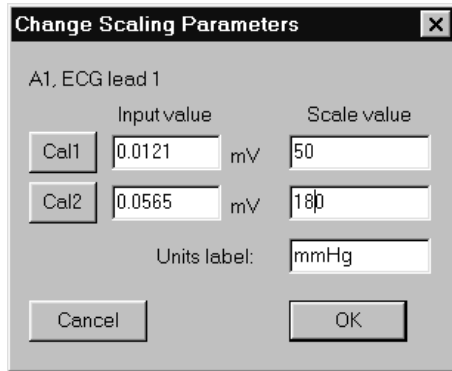 Change Scaling Parameters
A1, ECG lead 1
Input value Scale value
Cal1 0.0121 mV 50
Cal2 0.0565 mV 180
Units label: mmHg
Cancel OK